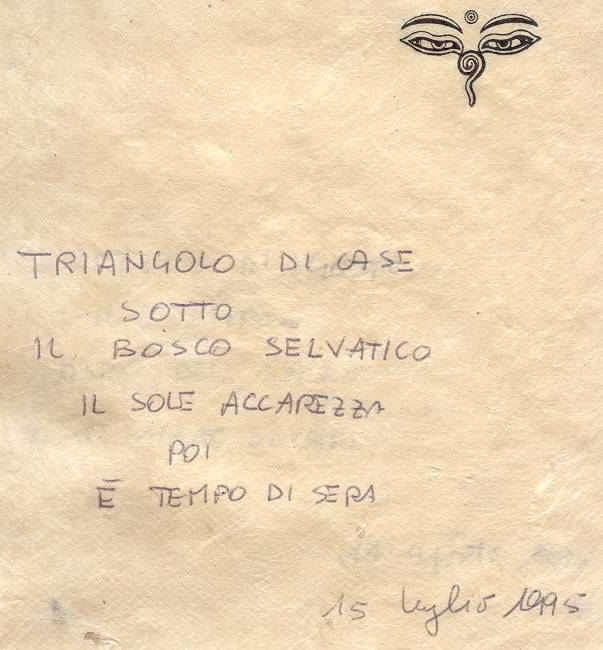 TRIANGOLO DI CASE
SOTTO
IL BOSCO SELVATICO
IL SOLE ACCAREZZA
POI
È TEMPO DI SERA
15 luglio 1995